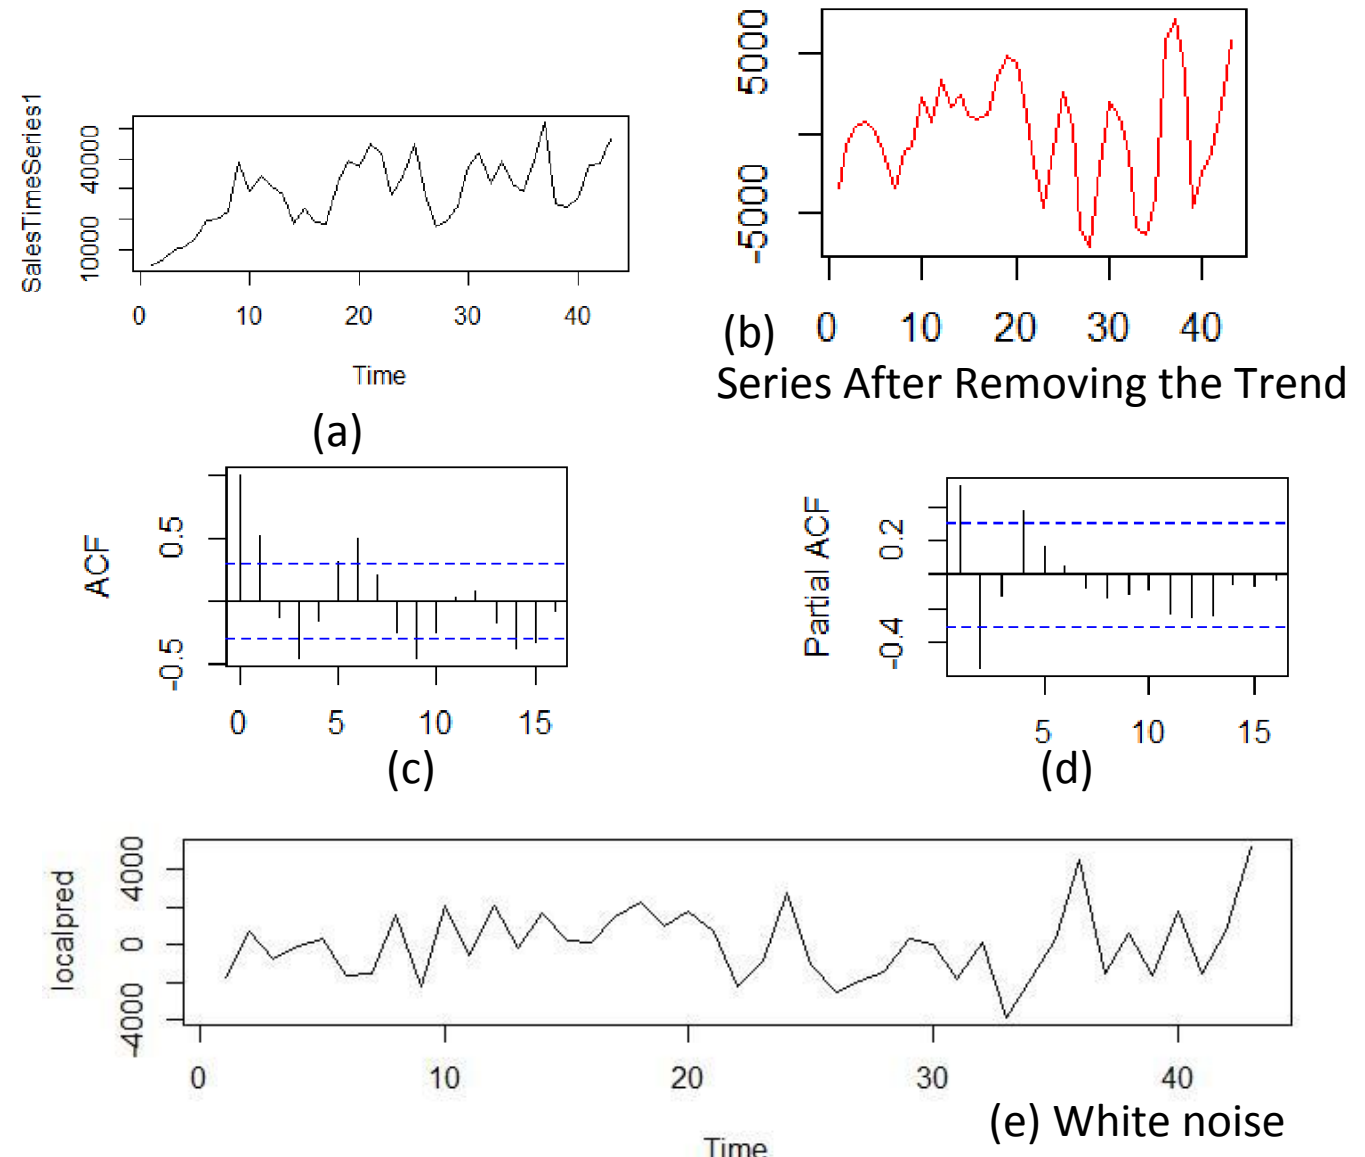 SalesTimeSeries1
40000
10000
0 10 20 30 40
Time
(a)
5000
-5000
0 10 20 30 40
(b)
Series After Removing the Trend
ACF
0.5
-0.5
0 5 10 15
(c)
Partial ACF
0.2
-0.4
5 10 15
(d)
localpred
4000
0
-4000
0 10 20 30 40
(e) White noise
Time